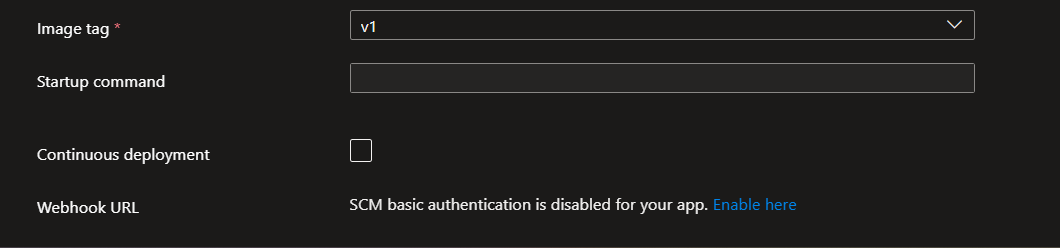 Image tag *
v1
Startup command
Continuous deployment
Webhook URL
SCM basic authentication is disabled for your app. Enable here